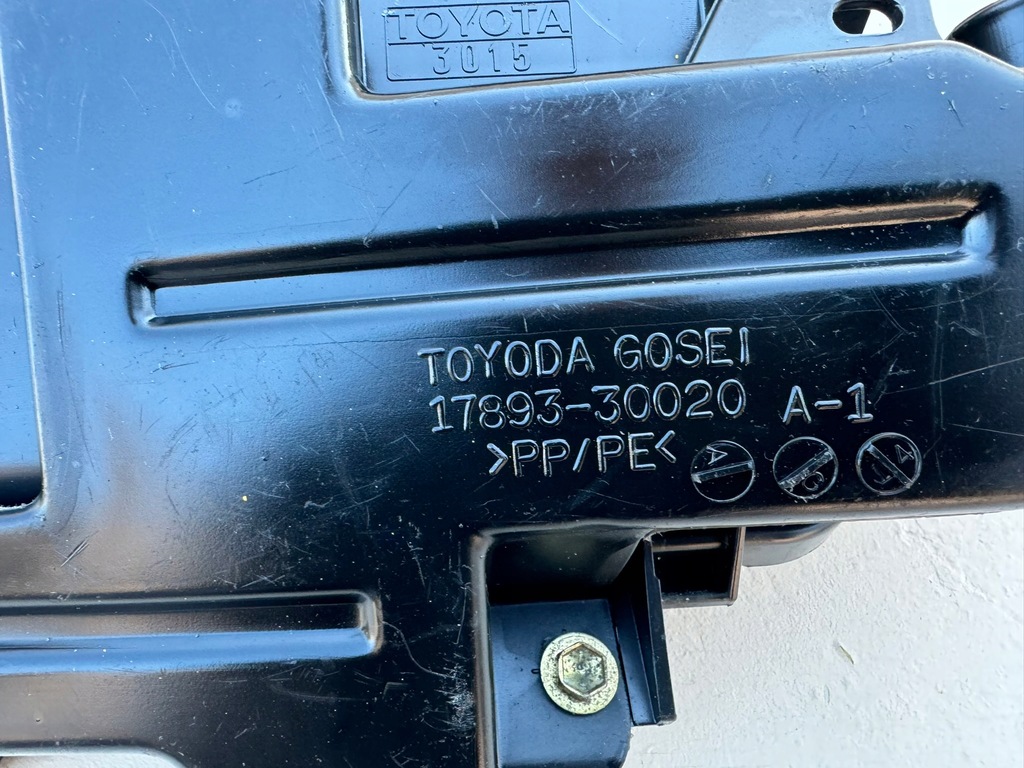 TOYOTA
3015
TOYODA GOSEI
17893-30020 A-1
>PP/PE<
A